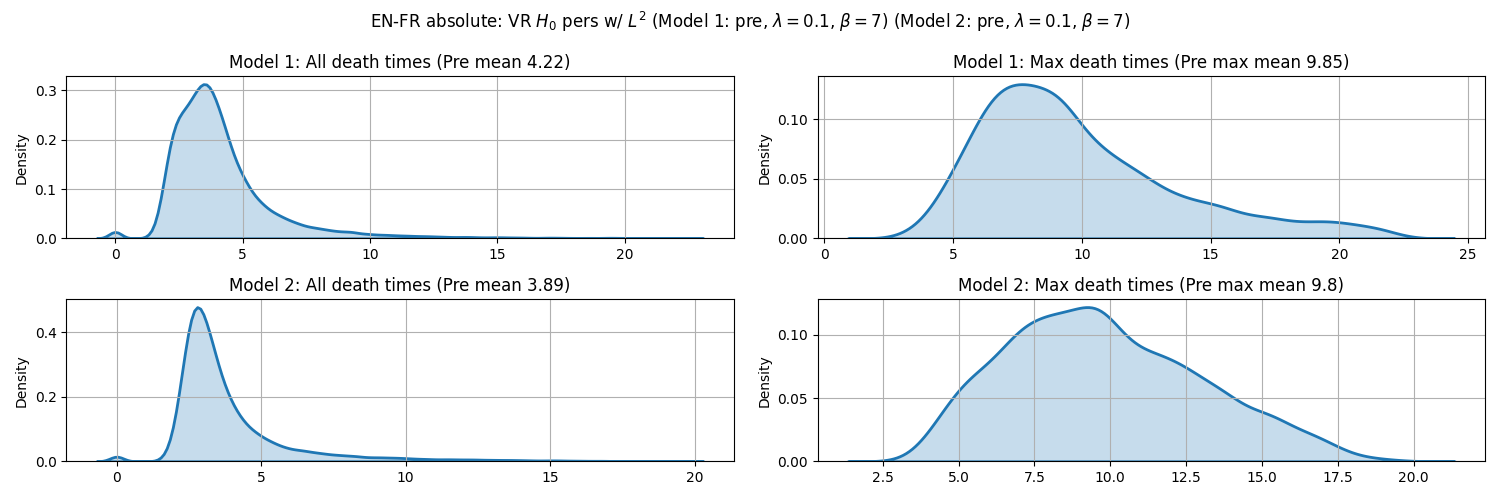 EN-FR absolute: VR $H_0$ pers w/ $L^2$ (Model 1: pre, $\lambda = 0.1$, $\beta = 7$) (Model 2: pre, $\lambda = 0.1$, $\beta = 7$)
Model 1: All death times (Pre mean 4.22)
Density
0.3
0.2
0.1
0.0
0 5 10 15 20
Model 1: Max death times (Pre max mean 9.85)
Density
0.10
0.05
0.00
0 5 10 15 20 25
Model 2: All death times (Pre mean 3.89)
Density
0.4
0.2
0.0
0 5 10 15 20
Model 2: Max death times (Pre max mean 9.8)
Density
0.10
0.05
0.00
2.5 5.0 7.5 10.0 12.5 15.0 17.5 20.0